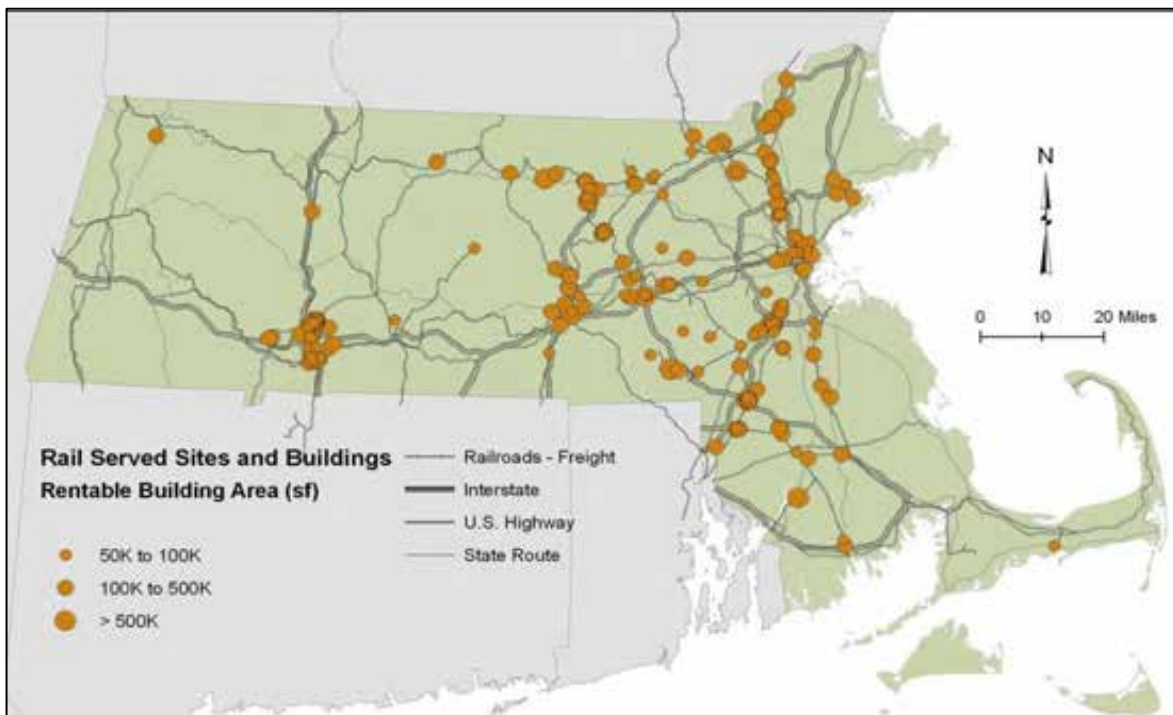 N
0 10 20 Miles
Rail Served Sites and Buildings
Rentable Building Area (sf)
50K to 100K
100K to 500K
> 500K
Railroads - Freight
Interstate
U.S. Highway
State Route